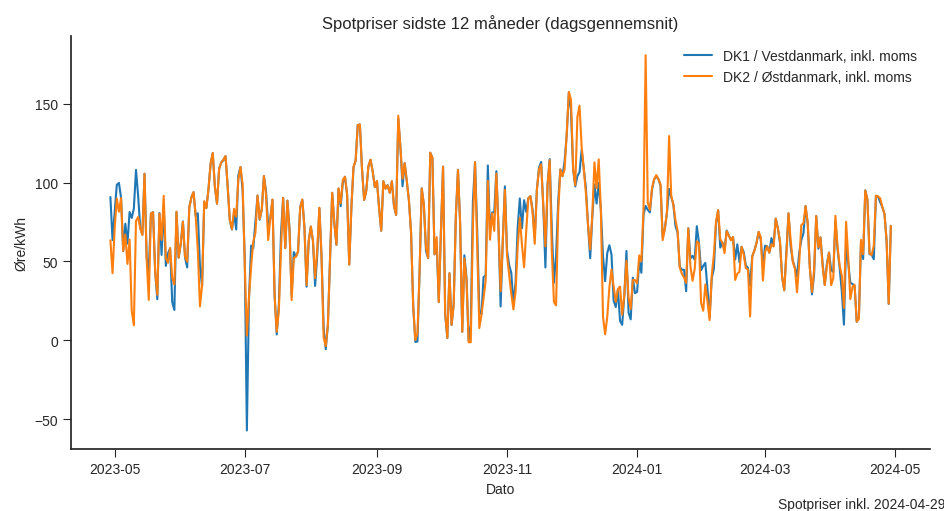 Spotpriser sidste 12 måneder (dagsgennemsnit)
DK1 / Vestdanmark, inkl. moms
DK2 / Østdanmark, inkl. moms
Øre/kWh
150
100
50
0
−50
2023-05 2023-07 2023-09 2023-11 2024-01 2024-03 2024-05
Dato
Spotpriser inkl. 2024-04-29